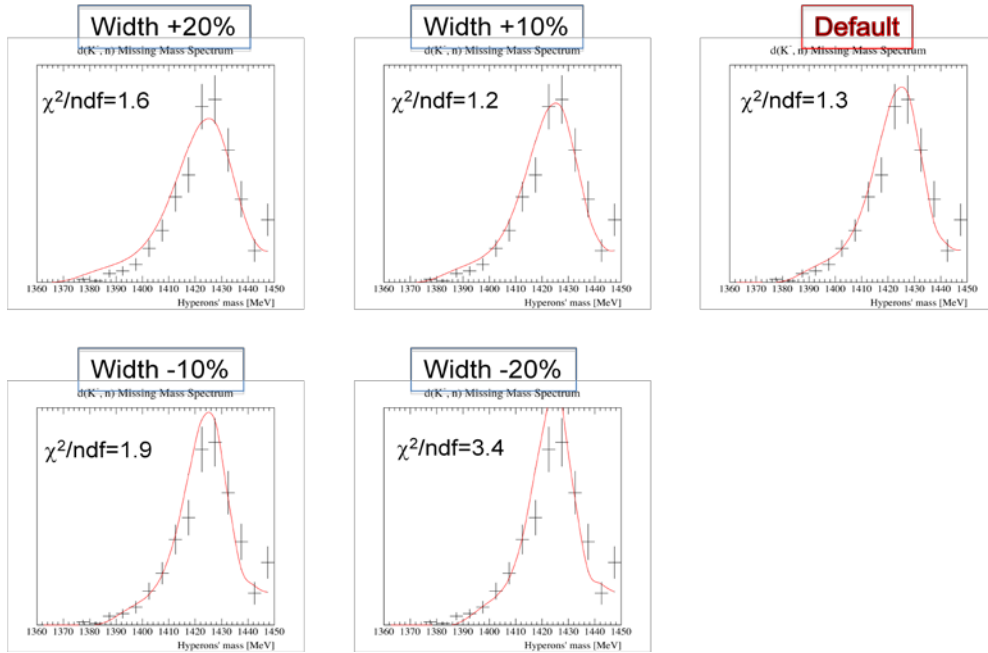 Width +20%
d(K⁻, n) Missing Mass Spectrum
χ²/ndf=1.6
1360 1370 1380 1390 1400 1410 1420 1430 1440 1450
Hyperons' mass [MeV]
Width +10%
d(K⁻, n) Missing Mass Spectrum
χ²/ndf=1.2
1360 1370 1380 1390 1400 1410 1420 1430 1440 1450
Hyperons' mass [MeV]
Default
d(K⁻, n) Missing Mass Spectrum
χ²/ndf=1.3
1360 1370 1380 1390 1400 1410 1420 1430 1440 1450
Hyperons' mass [MeV]
Width -10%
d(K⁻, n) Missing Mass Spectrum
χ²/ndf=1.9
1360 1370 1380 1390 1400 1410 1420 1430 1440 1450
Hyperons' mass [MeV]
Width -20%
d(K⁻, n) Missing Mass Spectrum
χ²/ndf=3.4
1360 1370 1380 1390 1400 1410 1420 1430 1440 1450
Hyperons' mass [MeV]